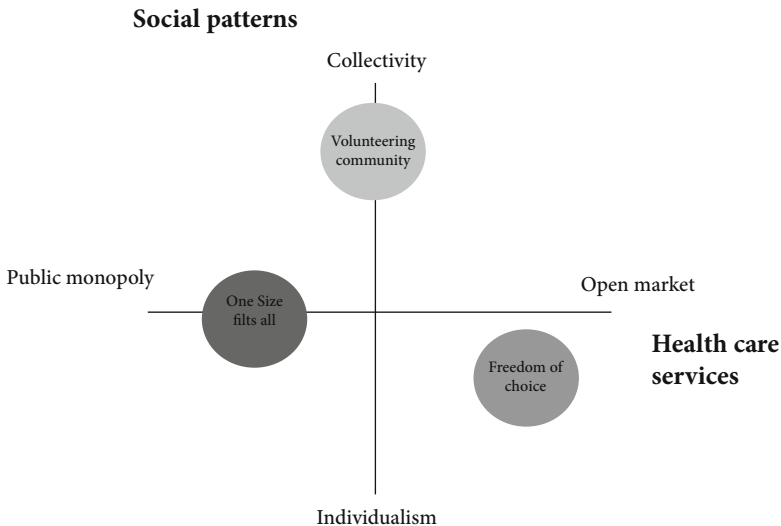 Social patterns
Collectivity
Volunteering
community
Public monopoly
One Size
filts all
Open market
Health care
services
Freedom of
choice
Individualism